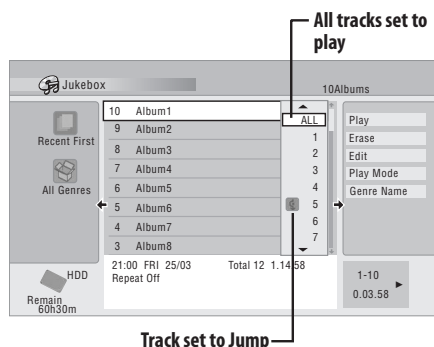 All tracks set to
play
Jukebox
10Albums
Recent First
All Genres
10 Album1
9 Album2
8 Album3
7 Album4
6 Album5
5 Album6
4 Album7
3 Album8
ALL
1
2
3
4
5
6
7
Play
Erase
Edit
Play Mode
Genre Name
HDD
Remain
60h30m
21:00 FRI 25/03 Total 12 1.14.58
Repeat Off
1-10
0.03.58
Track set to Jump